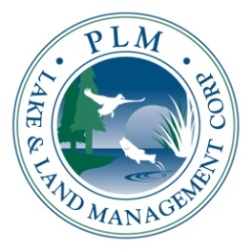 PLM
LAKE & LAND MANAGEMENT CORP